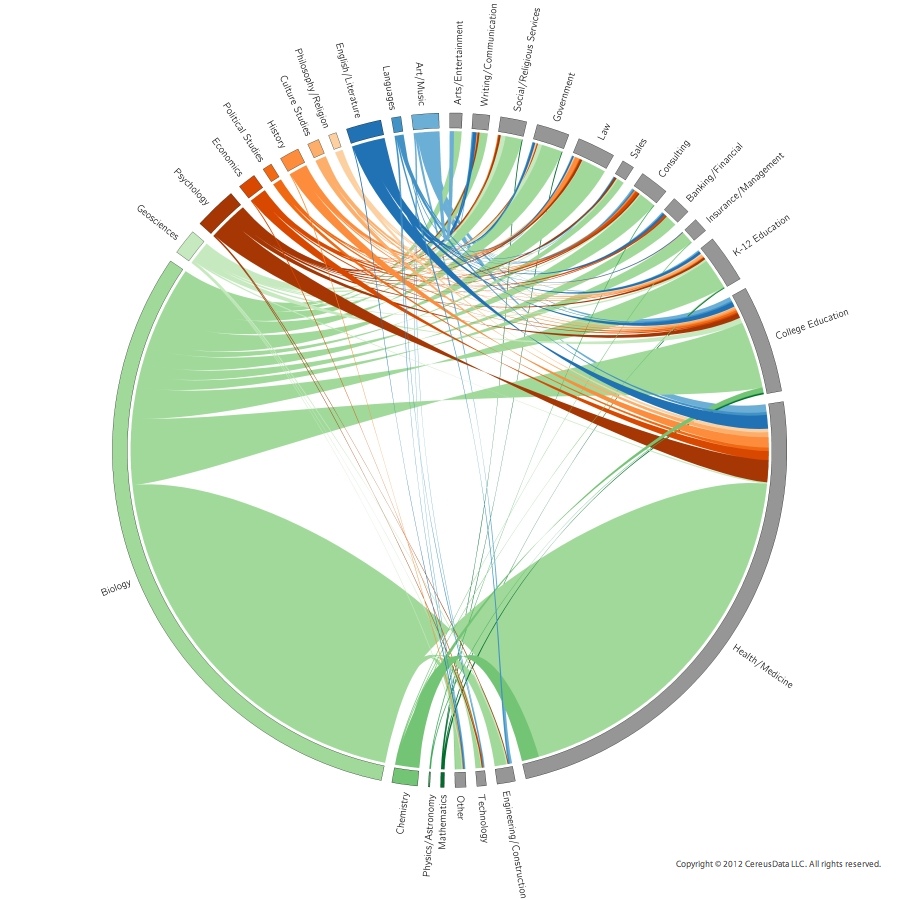 Arts/Entertainment
Writing/Communication
Social/Religious Services
Government
Law
Sales
Consulting
Banking/Financial
Insurance/Management
K-12 Education
College Education
Health/Medicine
Engineering/Construction
Technology
Other
Mathematics
Physics/Astronomy
Chemistry
Biology
Geosciences
Psychology
Economics
Political Studies
History
Culture Studies
Philosophy/Religion
English/Literature
Languages
Art/Music
Copyright © 2012 CereusData LLC. All rights reserved.